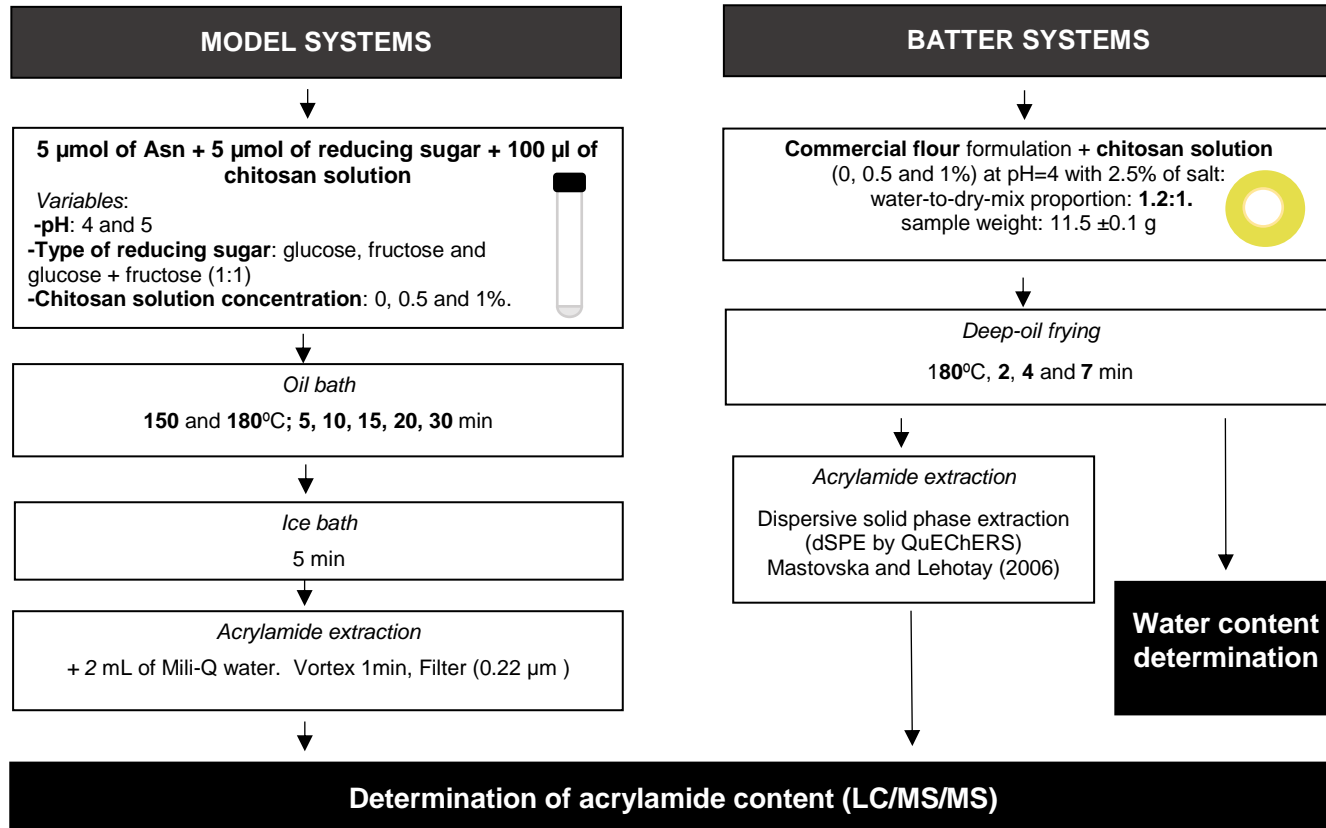 MODEL SYSTEMS
5 µmol of Asn + 5 µmol of reducing sugar + 100 µl of
chitosan solution
Variables:
-pH: 4 and 5
-Type of reducing sugar: glucose, fructose and
glucose + fructose (1:1)
-Chitosan solution concentration: 0, 0.5 and 1%.
Oil bath
150 and 180ºC; 5, 10, 15, 20, 30 min
Ice bath
5 min
Acrylamide extraction
+ 2 mL of Mili-Q water. Vortex 1min, Filter (0.22 µm )
BATTER SYSTEMS
Commercial flour formulation + chitosan solution
(0, 0.5 and 1%) at pH=4 with 2.5% of salt:
water-to-dry-mix proportion: 1.2:1.
sample weight: 11.5 ±0.1 g
Deep-oil frying
180ºC, 2, 4 and 7 min
Acrylamide extraction
Dispersive solid phase extraction
(dSPE by QuEChERS)
Mastovska and Lehotay (2006)
Water content
determination
Determination of acrylamide content (LC/MS/MS)